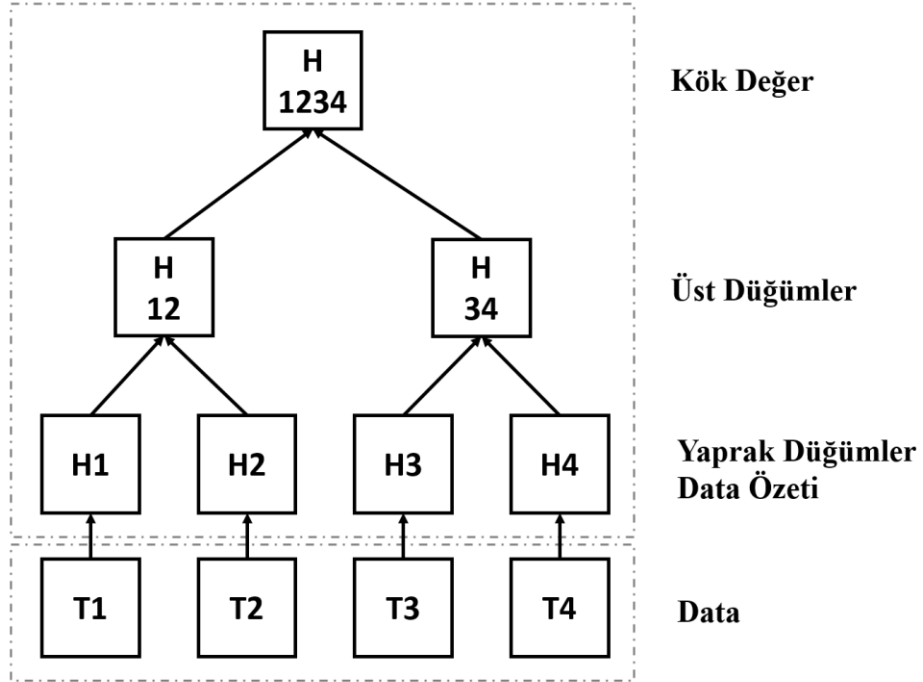 H
1234
Kök Değer
H
12
H
34
Üst Düğümler
H1
H2
H3
H4
Yaprak Düğümler
Data Özeti
T1
T2
T3
T4
Data